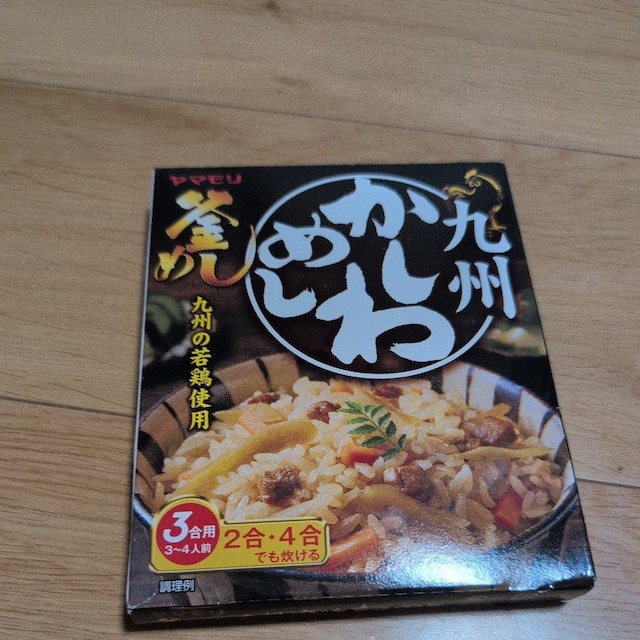 ヤマモリ
釜めし
九州
かしわ
めし
九州の若鶏使用
3合用
3〜4人前
2合・4合
でも炊ける
調理例